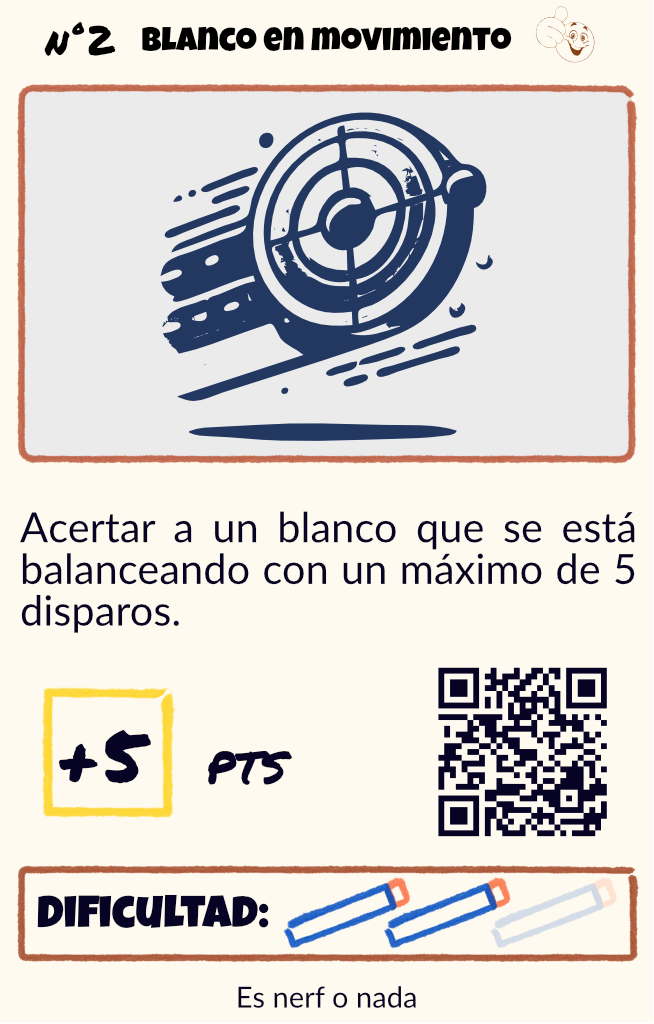 N°2 BLANCO EN MOVIMIENTO
Acertar a un blanco que se está
balanceando con un máximo de 5
disparos.
+5 PTS
DIFICULTAD:
Es nerf o nada